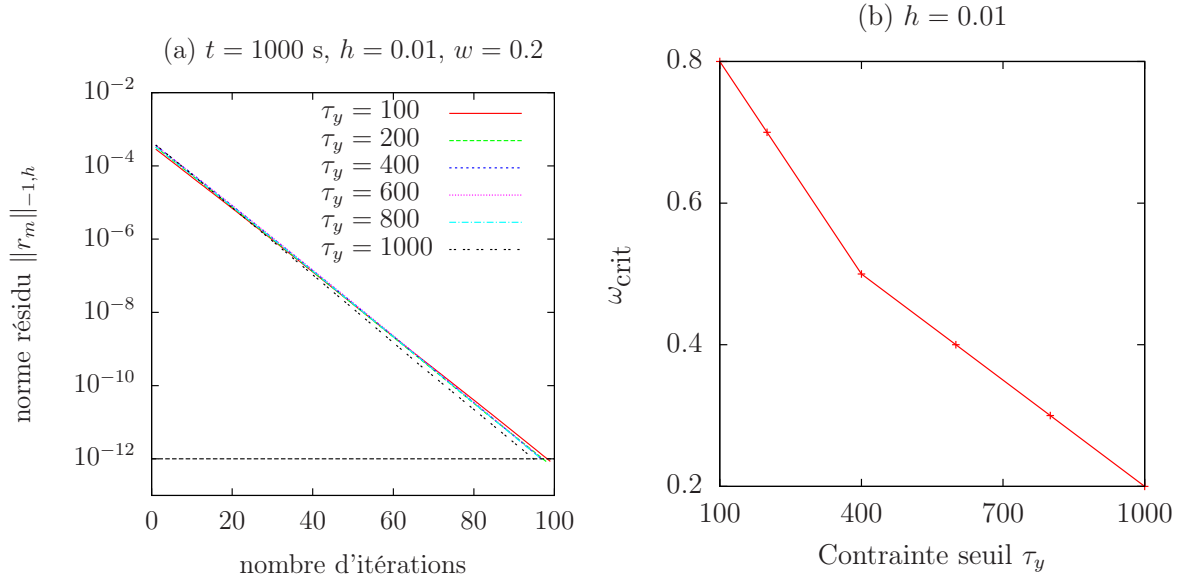 (a) t = 1000 s, h = 0.01, w = 0.2
norme résidu ‖r_m‖_{−1,h}
10^{−2}
10^{−4}
10^{−6}
10^{−8}
10^{−10}
10^{−12}
τ_y = 100
τ_y = 200
τ_y = 400
τ_y = 600
τ_y = 800
τ_y = 1000
0 20 40 60 80 100
nombre d'itérations
(b) h = 0.01
ω_crit
0.8
0.6
0.4
0.2
100 400 700 1000
Contrainte seuil τ_y